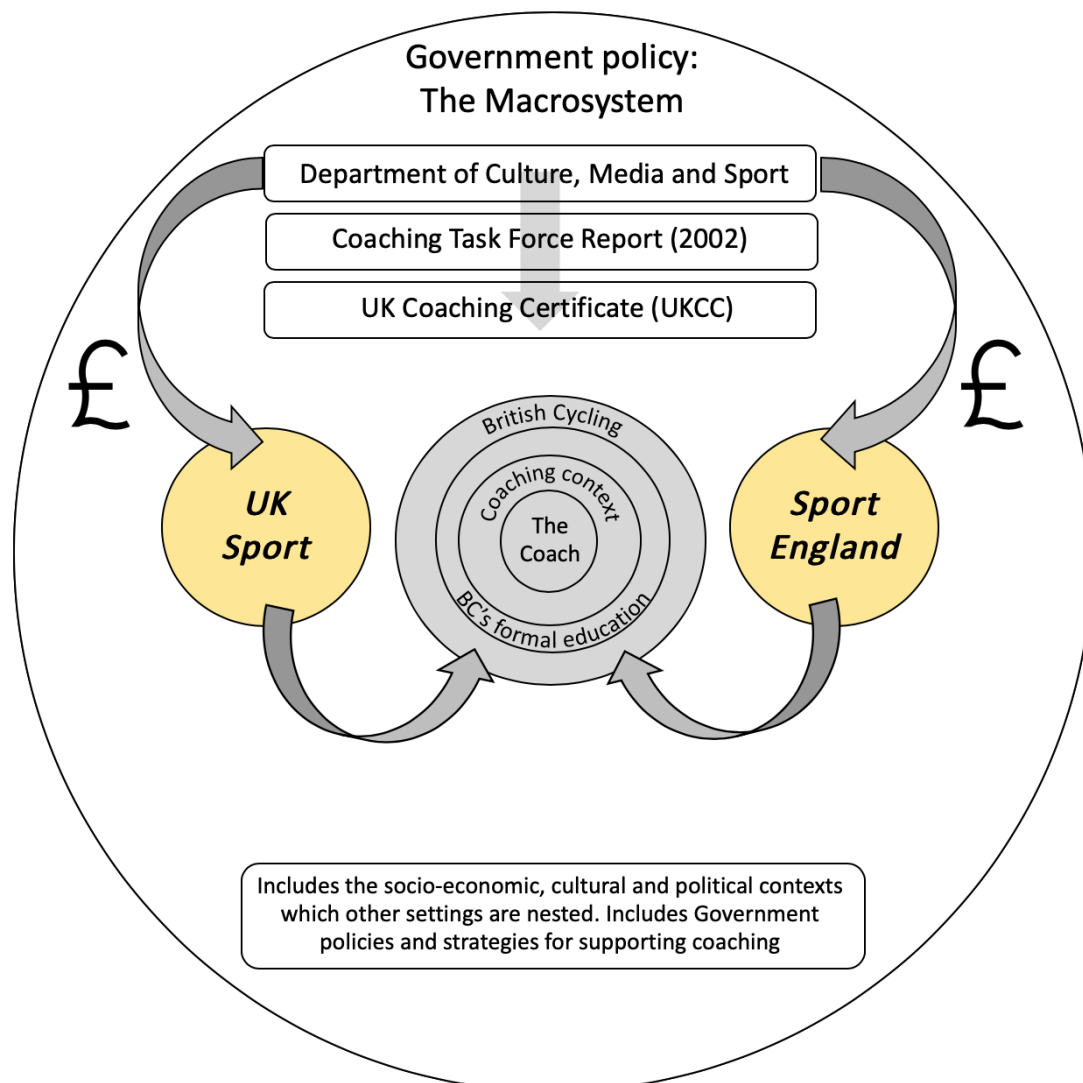 Government policy:
The Macrosystem
Department of Culture, Media and Sport
Coaching Task Force Report (2002)
UK Coaching Certificate (UKCC)
£
£
British Cycling
Coaching context
The
Coach
BC's formal education
UK
Sport
Sport
England
Includes the socio-economic, cultural and political contexts
which other settings are nested. Includes Government
policies and strategies for supporting coaching